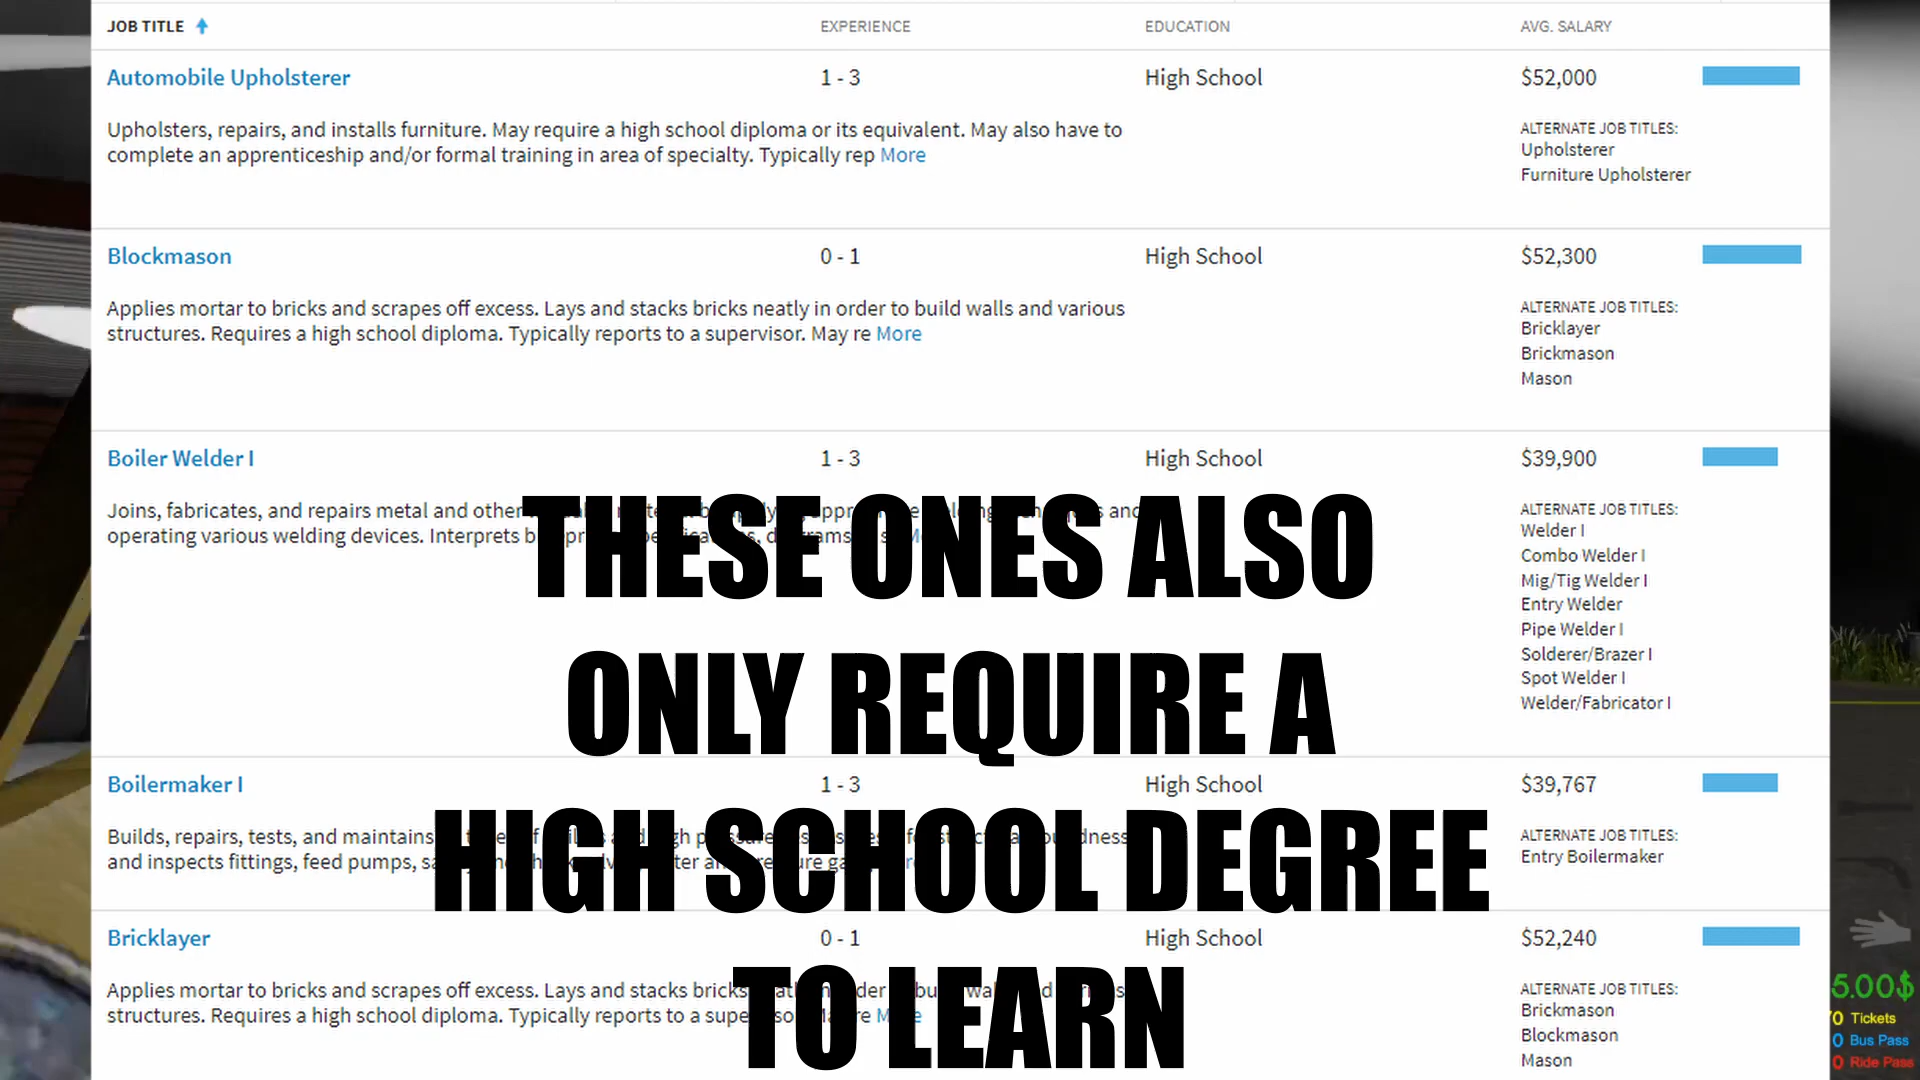 JOB TITLE EXPERIENCE EDUCATION AVG. SALARY
Automobile Upholsterer 1 - 3 High School $52,000
Upholsters, repairs, and installs furniture. May require a high school diploma or its equivalent. May also have to
complete an apprenticeship and/or formal training in area of specialty. Typically rep More
ALTERNATE JOB TITLES:
Upholsterer
Furniture Upholsterer
Blockmason 0 - 1 High School $52,300
Applies mortar to bricks and scrapes off excess. Lays and stacks bricks neatly in order to build walls and various
structures. Requires a high school diploma. Typically reports to a supervisor. May re More
ALTERNATE JOB TITLES:
Bricklayer
Brickmason
Mason
Boiler Welder I 1 - 3 High School $39,900
Joins, fabricates, and repairs metal and other
operating various welding devices. Interprets
ALTERNATE JOB TITLES:
Welder I
Combo Welder I
Mig/Tig Welder I
Entry Welder
Pipe Welder I
Solderer/Brazer I
Spot Welder I
Welder/Fabricator I
THESE ONES ALSO
ONLY REQUIRE A
HIGH SCHOOL DEGREE
TO LEARN
Boilermaker I 1 - 3 High School $39,767
Builds, repairs, tests, and maintains
and inspects fittings, feed pumps,
ALTERNATE JOB TITLES:
Entry Boilermaker
Bricklayer 0 - 1 High School $52,240
Applies mortar to bricks and scrapes off excess. Lays and stacks bricks
structures. Requires a high school diploma. Typically reports to a
ALTERNATE JOB TITLES:
Brickmason
Blockmason
Mason
5.00$
0 Tickets
0 Bus Pass
0 Ride Pass